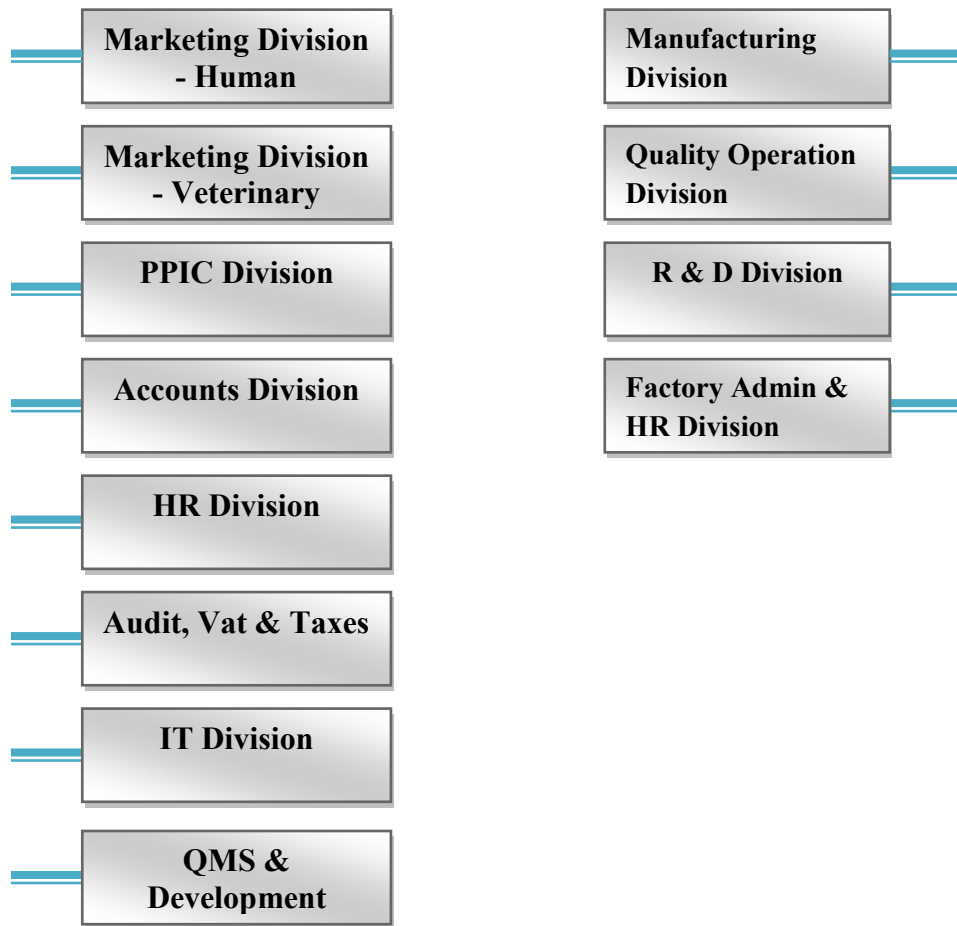 Marketing Division
- Human
Marketing Division
- Veterinary
PPIC Division
Accounts Division
HR Division
Audit, Vat & Taxes
IT Division
QMS &
Development
Manufacturing
Division
Quality Operation
Division
R & D Division
Factory Admin &
HR Division